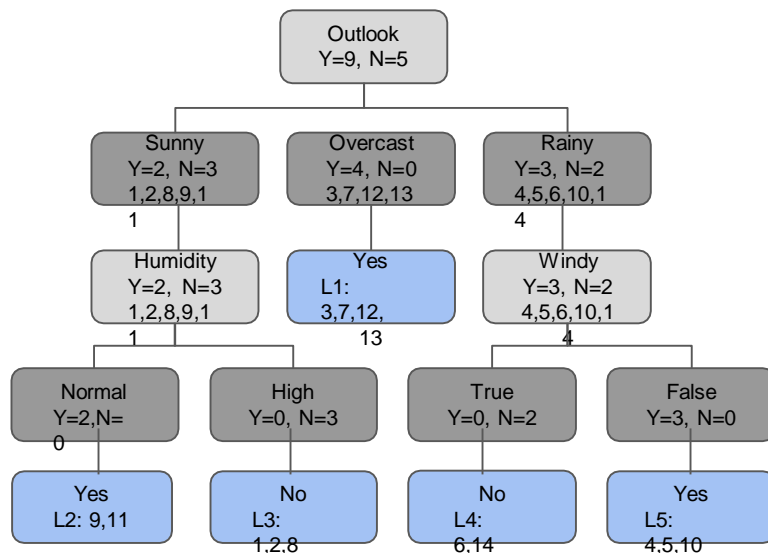 Outlook
Y=9, N=5
Sunny
Y=2, N=3
1,2,8,9,1
1
Overcast
Y=4, N=0
3,7,12,13
Rainy
Y=3, N=2
4,5,6,10,1
4
Humidity
Y=2, N=3
1,2,8,9,1
1
Yes
L1:
3,7,12,
13
Windy
Y=3, N=2
4,5,6,10,1
4
Normal
Y=2,N=
0
High
Y=0, N=3
True
Y=0, N=2
False
Y=3, N=0
Yes
L2: 9,11
No
L3:
1,2,8
No
L4:
6,14
Yes
L5:
4,5,10